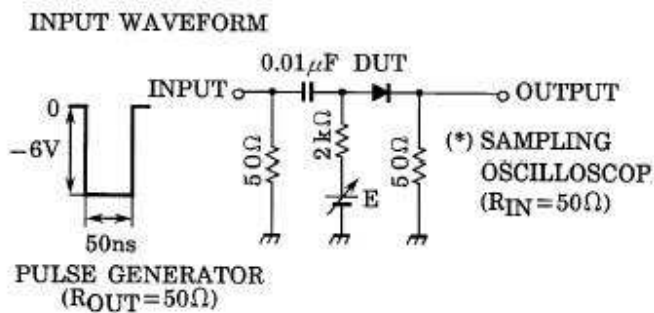 INPUT WAVEFORM
0.01μF DUT
INPUT
OUTPUT
0
-6V
50Ω
2kΩ
E
50Ω
(*) SAMPLING
OSCILLOSCOP
(RIN=50Ω)
50ns
PULSE GENERATOR
(ROUT=50Ω)